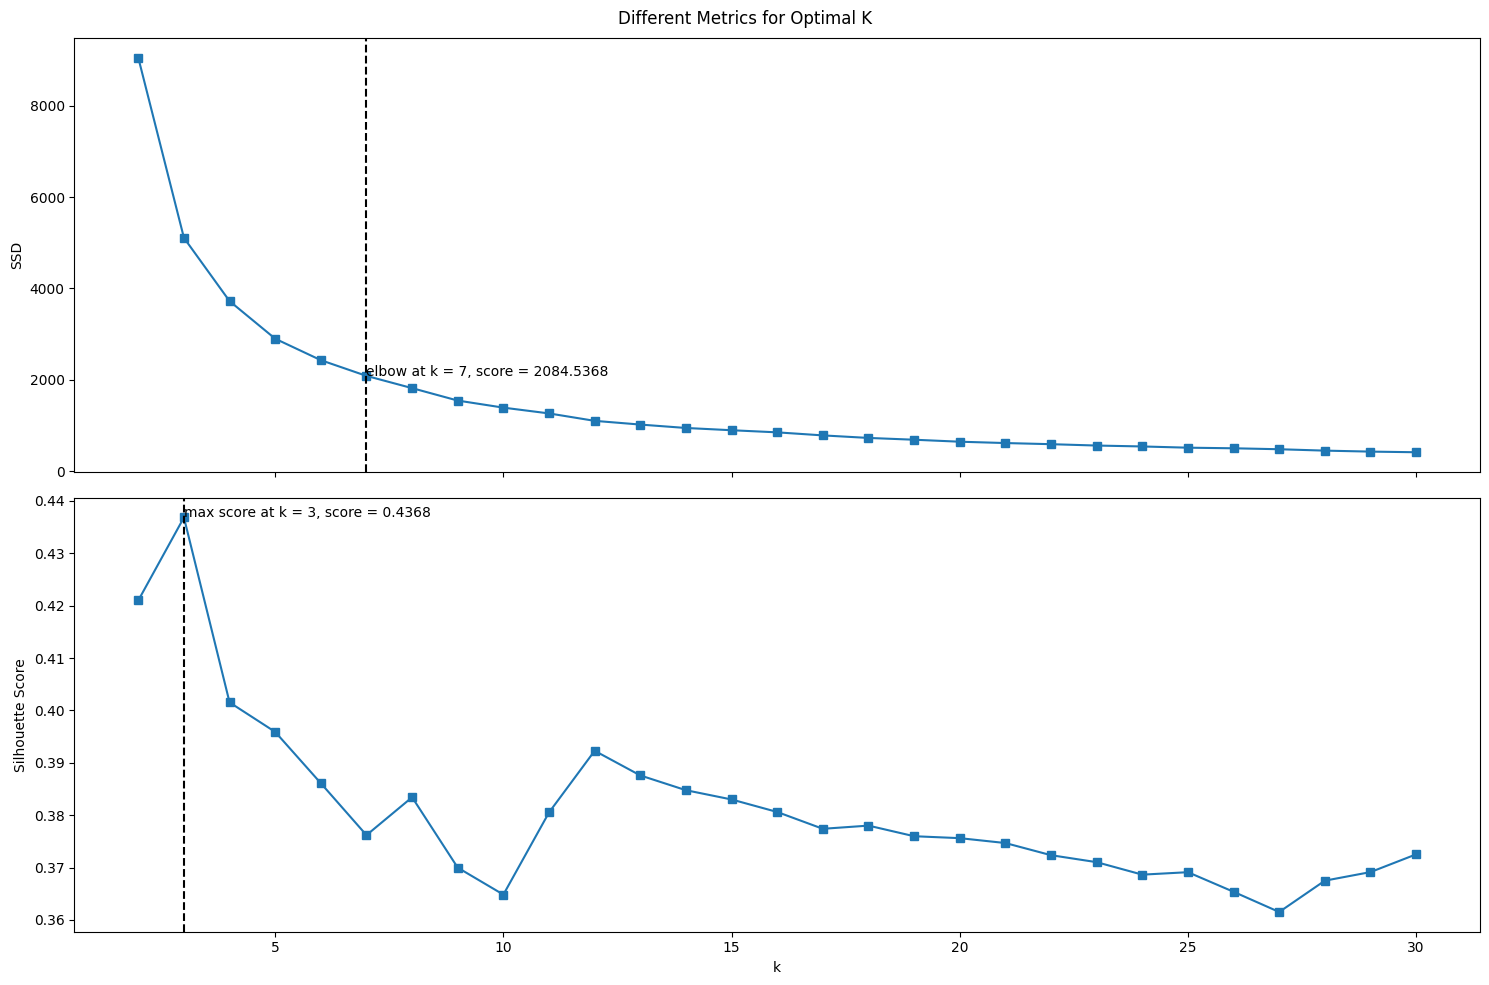 Different Metrics for Optimal K
8000
6000
4000
2000
0
SSD
elbow at k = 7, score = 2084.5368
0.44
0.43
0.42
0.41
0.40
0.39
0.38
0.37
0.36
Silhouette Score
max score at k = 3, score = 0.4368
5 10 15 20 25 30
k